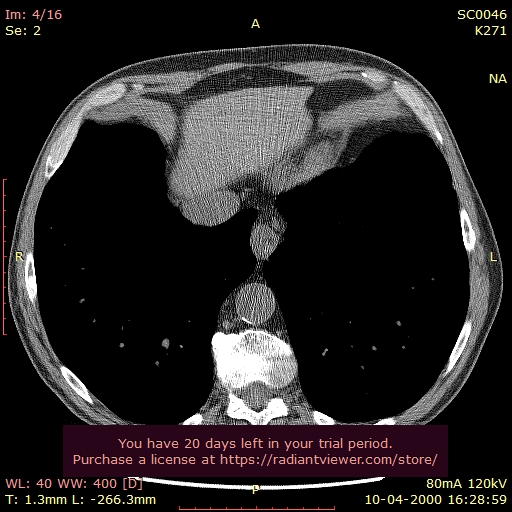 Im: 4/16
Se: 2
A
SC0046
K271
NA
R
L
You have 20 days left in your trial period.
Purchase a license at https://radiantviewer.com/store/
WL: 40 WW: 400 [D]
T: 1.3mm L: -266.3mm
P
80mA 120kV
10-04-2000 16:28:59